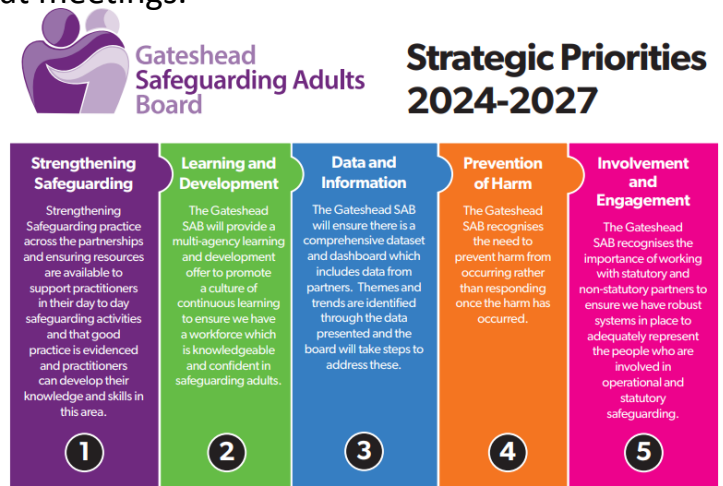 at meetings.
Gateshead
Safeguarding Adults
Board
Strategic Priorities
2024-2027
Strengthening
Safeguarding
Strengthening
Safeguarding practice
across the partnerships
and ensuring resources
are available to
support practitioners
in their day to day
safeguarding activities
and that good
practice is evidenced
and practitioners
can develop their
knowledge and skills in
this area.
1
Learning and
Development
The Gateshead
SAB will provide a
multi-agency learning
and development
offer to promote
a culture of
continuous learning
to ensure we have
a workforce which
is knowledgeable
and confident in
safeguarding adults.
2
Data and
Information
The Gateshead SAB
will ensure there is a
comprehensive dataset
and dashboard which
includes data from
partners. Themes and
trends are identified
through the data
presented and the
board will take steps to
address these.
3
Prevention
of Harm
The Gateshead
SAB recognises
the need to
prevent harm from
occurring rather
than responding
once the harm has
occurred.
4
Involvement
and
Engagement
The Gateshead
SAB recognises the
importance of working
with statutory and
non-statutory partners to
ensure we have robust
systems in place to
adequately represent
the people who are
involved in
operational and
statutory
safeguarding.
5